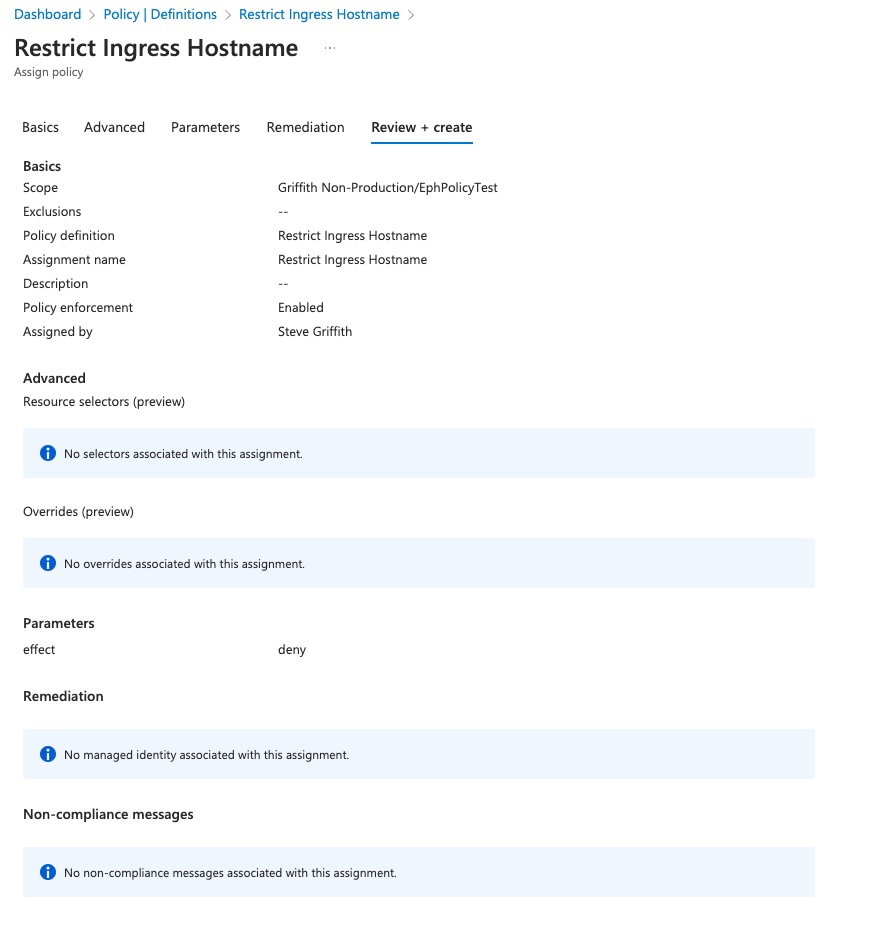 Dashboard > Policy | Definitions > Restrict Ingress Hostname >
Restrict Ingress Hostname ...
Assign policy
Basics Advanced Parameters Remediation Review + create
Basics
Scope Griffith Non-Production/EphPolicyTest
Exclusions --
Policy definition Restrict Ingress Hostname
Assignment name Restrict Ingress Hostname
Description --
Policy enforcement Enabled
Assigned by Steve Griffith
Advanced
Resource selectors (preview)
No selectors associated with this assignment.
Overrides (preview)
No overrides associated with this assignment.
Parameters
effect deny
Remediation
No managed identity associated with this assignment.
Non-compliance messages
No non-compliance messages associated with this assignment.